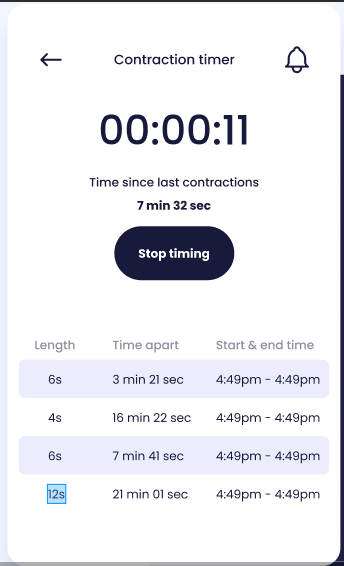 Contraction timer
00:00:11
Time since last contractions
7 min 32 sec
Stop timing
Length Time apart Start & end time
6s 3 min 21 sec 4:49pm - 4:49pm
4s 16 min 22 sec 4:49pm - 4:49pm
6s 7 min 41 sec 4:49pm - 4:49pm
12s 21 min 01 sec 4:49pm - 4:49pm